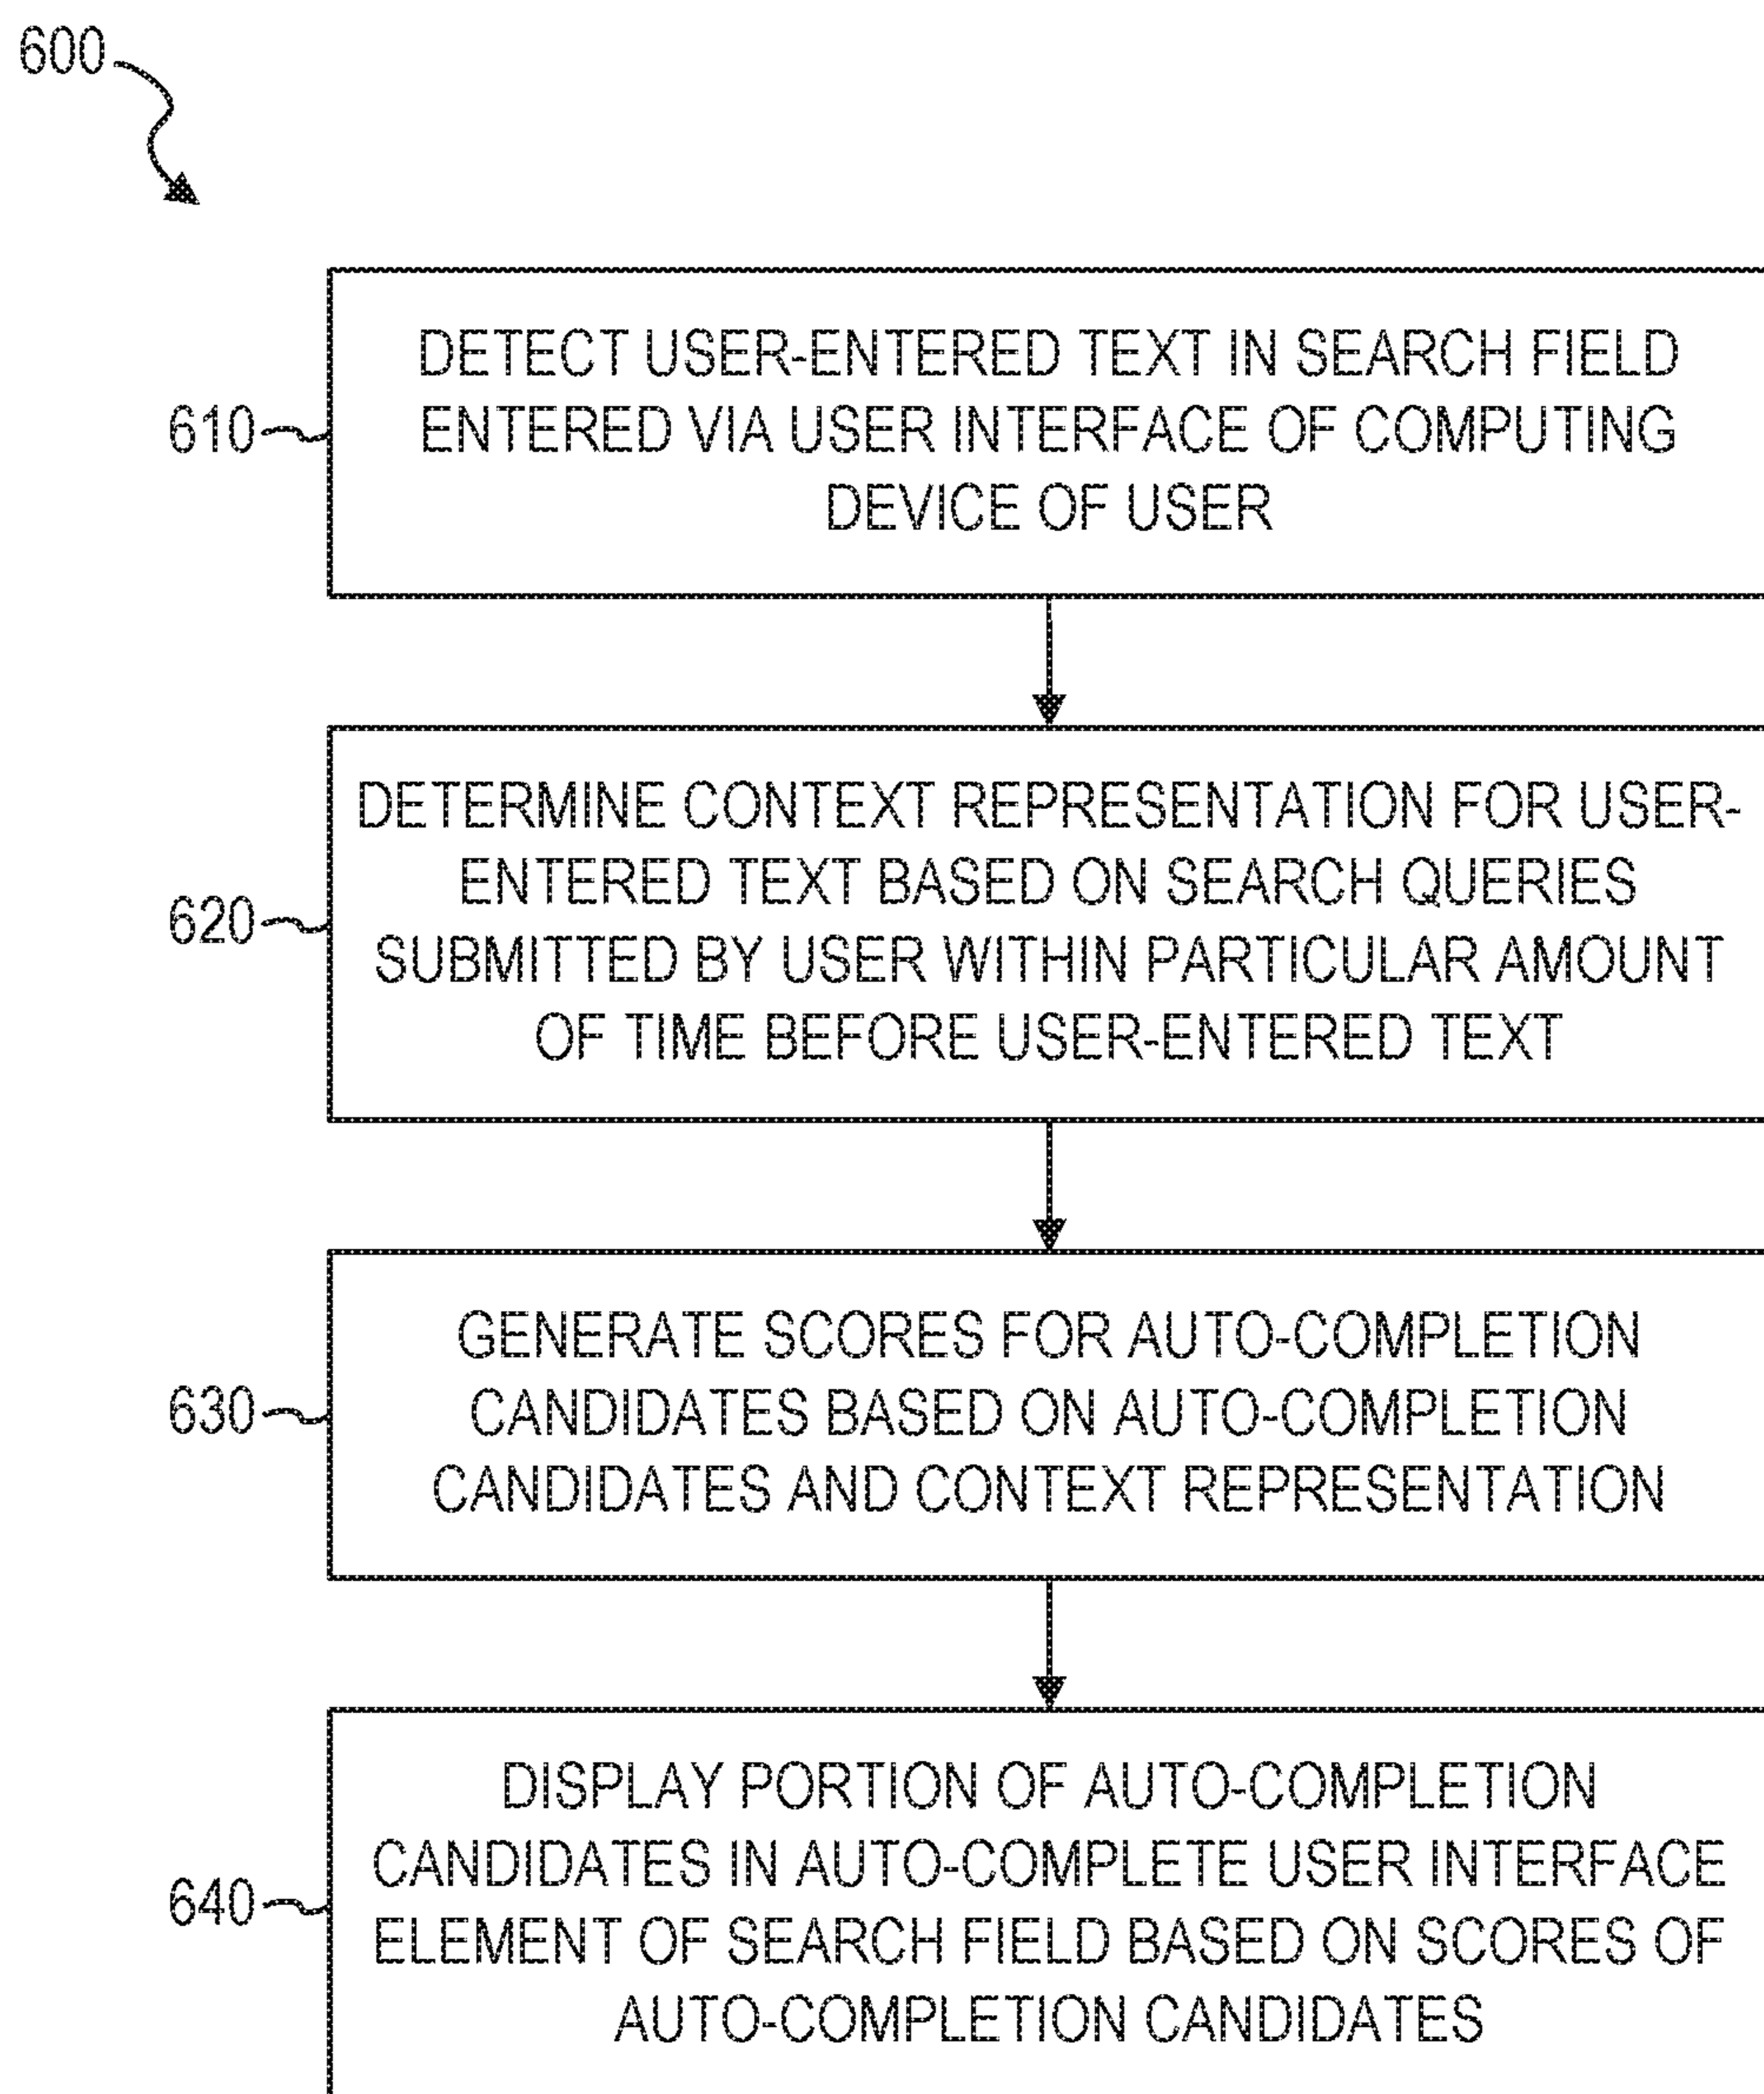 600
DETECT USER-ENTERED TEXT IN SEARCH FIELD
610
ENTERED VIA USER INTERFACE OF COMPUTING
DEVICE OF USER
DETERMINE CONTEXT REPRESENTATION FOR USER-
ENTERED TEXT BASED ON SEARCH QUERIES
620
SUBMITTED BY USER WITHIN PARTICULAR AMOUNT
OF TIME BEFORE USER-ENTERED TEXT
GENERATE SCORES FOR AUTO-COMPLETION
630
CANDIDATES BASED ON AUTO-COMPLETION
CANDIDATES AND CONTEXT REPRESENTATION
DISPLAY PORTION OF AUTO-COMPLETION
CANDIDATES IN AUTO-COMPLETE USER INTERFACE
640
ELEMENT OF SEARCH FIELD BASED ON SCORES OF
AUTO-COMPLETION CANDIDATES